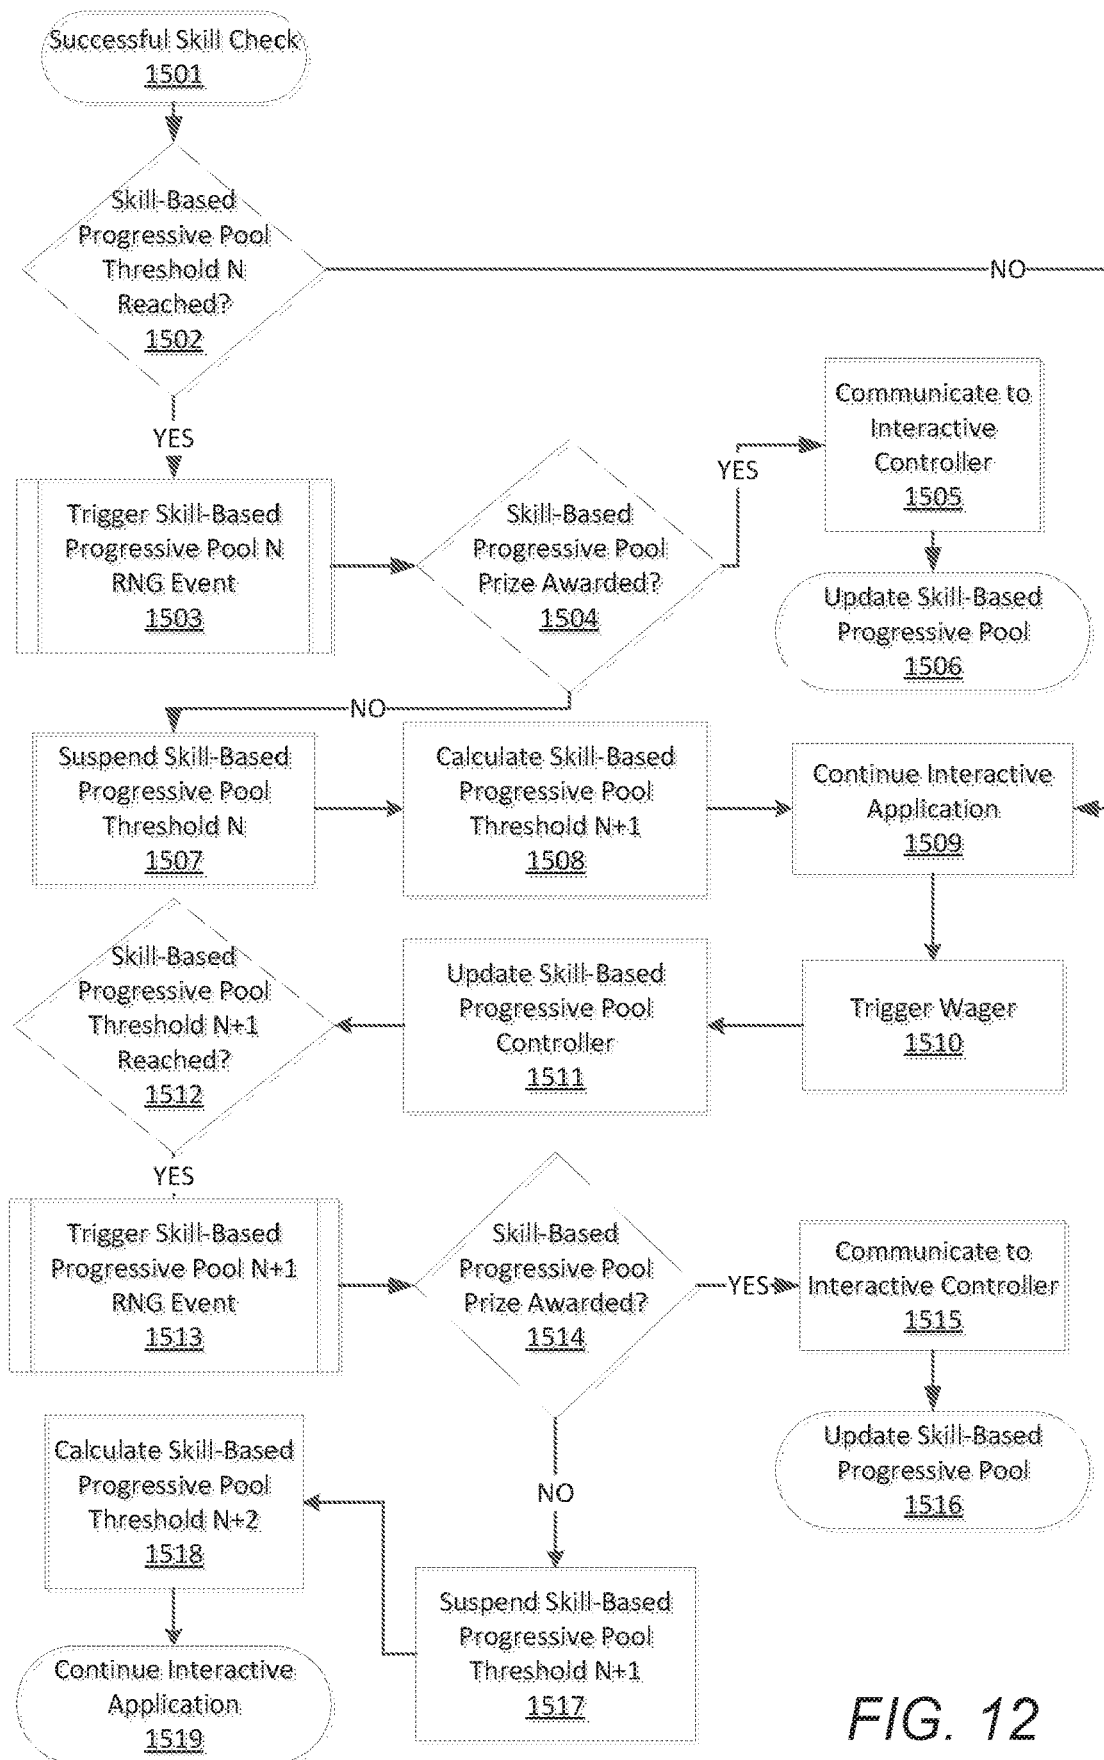 Successful Skill Check
1501
Skill-Based
Progressive Pool
Threshold N
Reached?
1502
NO
YES
Trigger Skill-Based
Progressive Pool N
RNG Event
1503
Skill-Based
Progressive Pool
Prize Awarded?
1504
YES
Communicate to
Interactive
Controller
1505
Update Skill-Based
Progressive Pool
1506
NO
Suspend Skill-Based
Progressive Pool
Threshold N
1507
Calculate Skill-Based
Progressive Pool
Threshold N+1
1508
Continue Interactive
Application
1509
Trigger Wager
1510
Update Skill-Based
Progressive Pool
Controller
1511
Skill-Based
Progressive Pool
Threshold N+1
Reached?
1512
YES
Trigger Skill-Based
Progressive Pool N+1
RNG Event
1513
Skill-Based
Progressive Pool
Prize Awarded?
1514
YES
Communicate to
Interactive Controller
1515
Update Skill-Based
Progressive Pool
1516
NO
Suspend Skill-Based
Progressive Pool
Threshold N+1
1517
Calculate Skill-Based
Progressive Pool
Threshold N+2
1518
Continue Interactive
Application
1519
FIG. 12